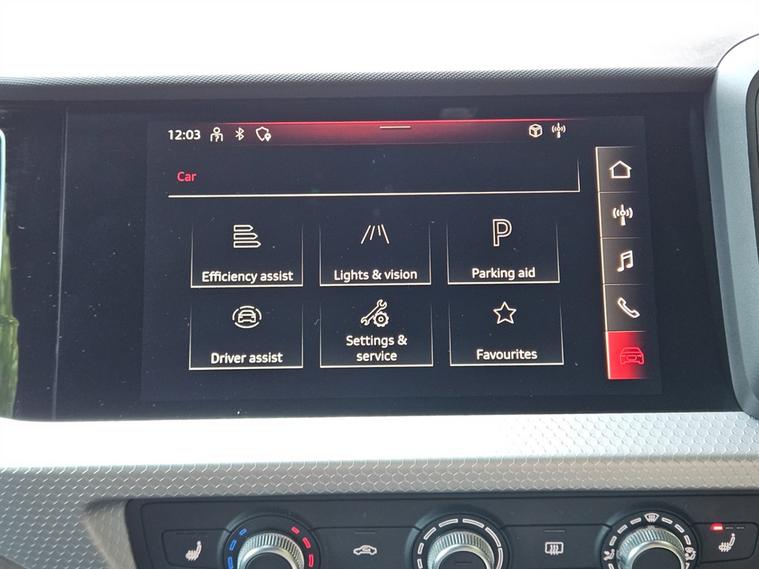 12:03
Car
Efficiency assist
Lights & vision
P
Parking aid
Driver assist
Settings &
service
Favourites